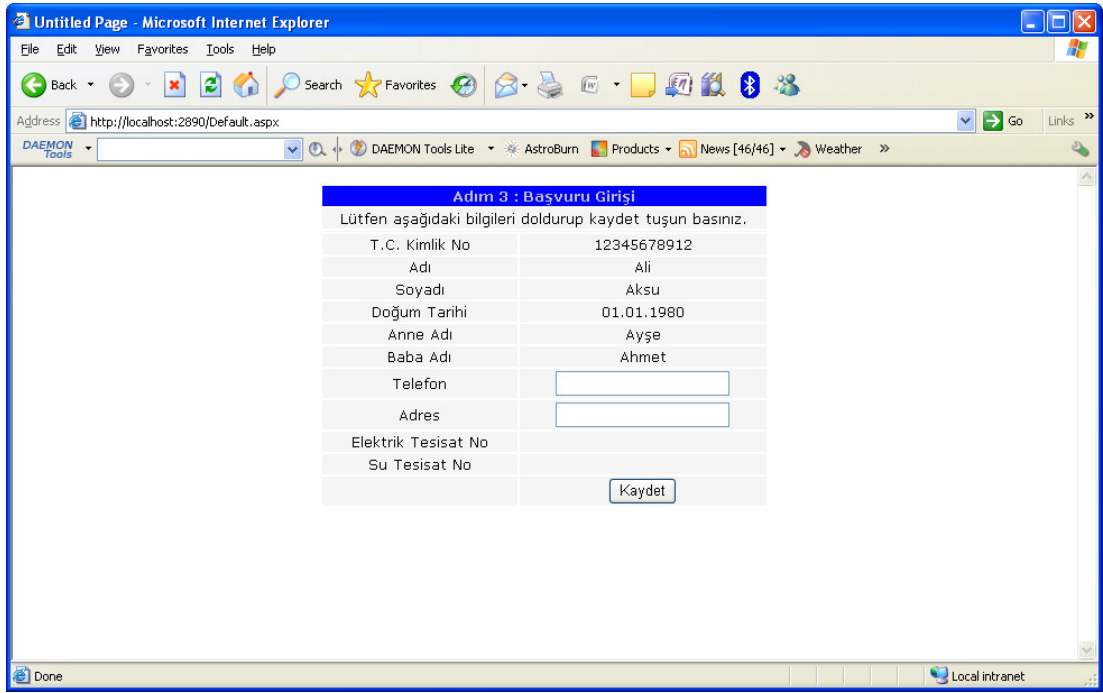 Untitled Page - Microsoft Internet Explorer
File Edit View Favorites Tools Help
Back Search Favorites
Address http://localhost:2890/Default.aspx Go Links »
DAEMON Tools DAEMON Tools Lite AstroBurn Products News [46/46] Weather »
Adım 3 : Başvuru Girişi
Lütfen aşağıdaki bilgileri doldurup kaydet tuşun basınız.
T.C. Kimlik No 12345678912
Adı Ali
Soyadı Aksu
Doğum Tarihi 01.01.1980
Anne Adı Ayşe
Baba Adı Ahmet
Telefon
Adres
Elektrik Tesisat No
Su Tesisat No
Kaydet
Done Local intranet